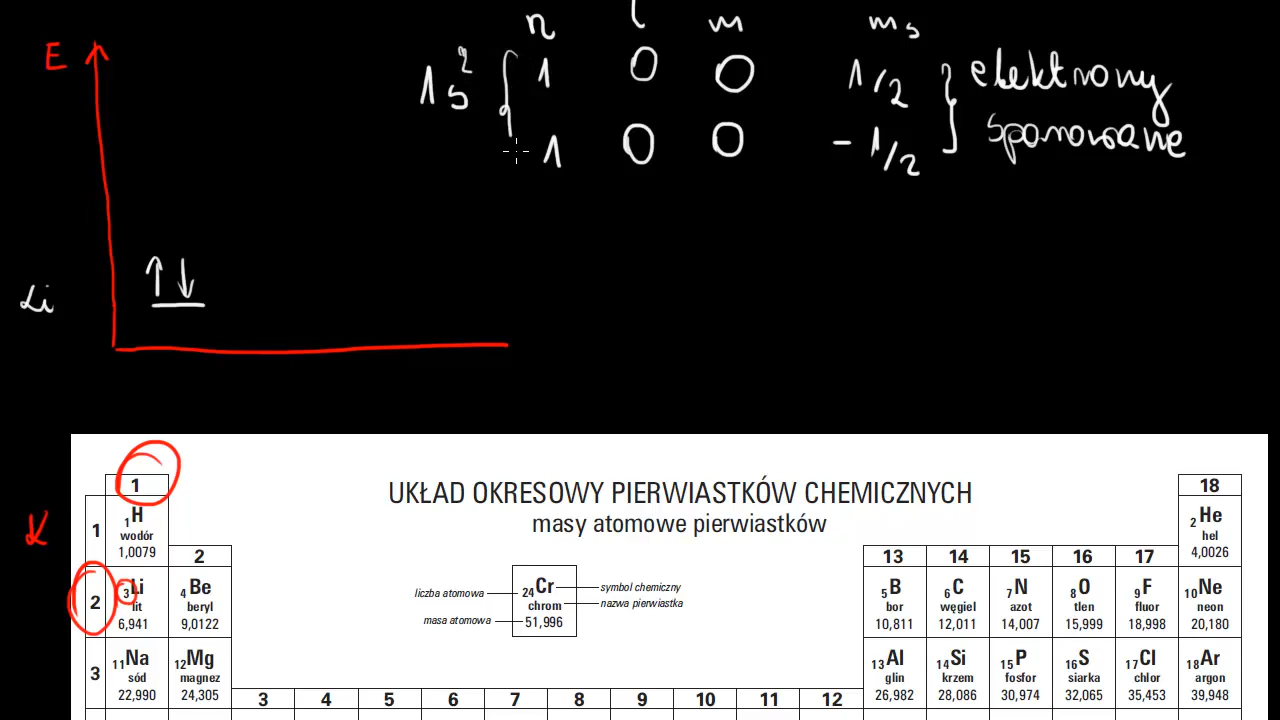 n l m ms
E
1s² { 1 0 0 1/2 } elektrony
1 0 0 -1/2 sparowane
Li ↑↓
1
UKŁAD OKRESOWY PIERWIASTKÓW CHEMICZNYCH
18
K
1
1H
masy atomowe pierwiastków
2He
wodór
hel
1,0079
2
13 14 15 16 17
4,0026
2
3Li
4Be
24Cr
symbol chemiczny
5B
6C
7N
8O
9F
10Ne
liczba atomowa
lit
beryl
chrom
nazwa pierwiastka
bor
węgiel
azot
tlen
fluor
neon
6,941
9,0122
masa atomowa
51,996
10,811
12,011
14,007
15,999
18,998
20,180
3
11Na
12Mg
13Al
14Si
15P
16S
17Cl
18Ar
sód
magnez
glin
krzem
fosfor
siarka
chlor
argon
22,990
24,305
3 4 5 6 7 8 9 10 11 12
26,982
28,086
30,974
32,065
35,453
39,948